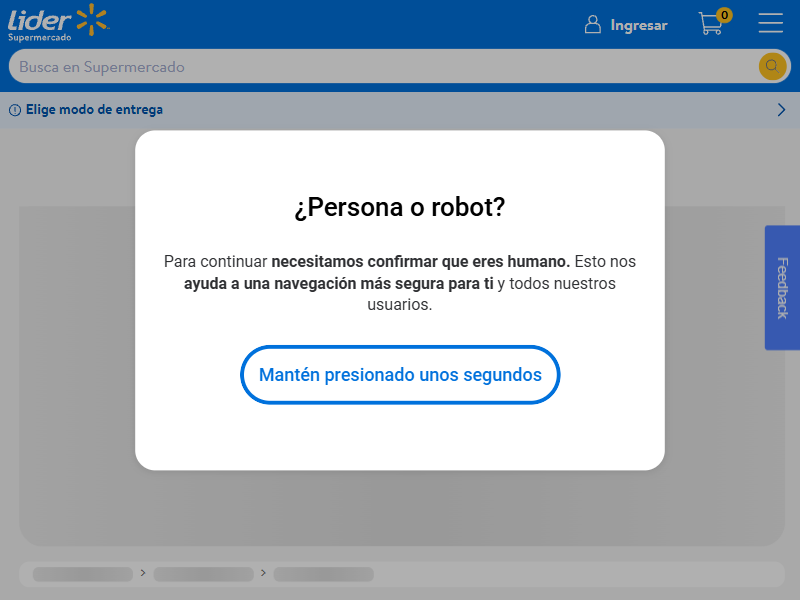 Lider
Supermercado
Ingresar
0
Busca en Supermercado
Elige modo de entrega
¿Persona o robot?
Para continuar necesitamos confirmar que eres humano. Esto nos
ayuda a una navegación más segura para ti y todos nuestros
usuarios.
Mantén presionado unos segundos
Feedback